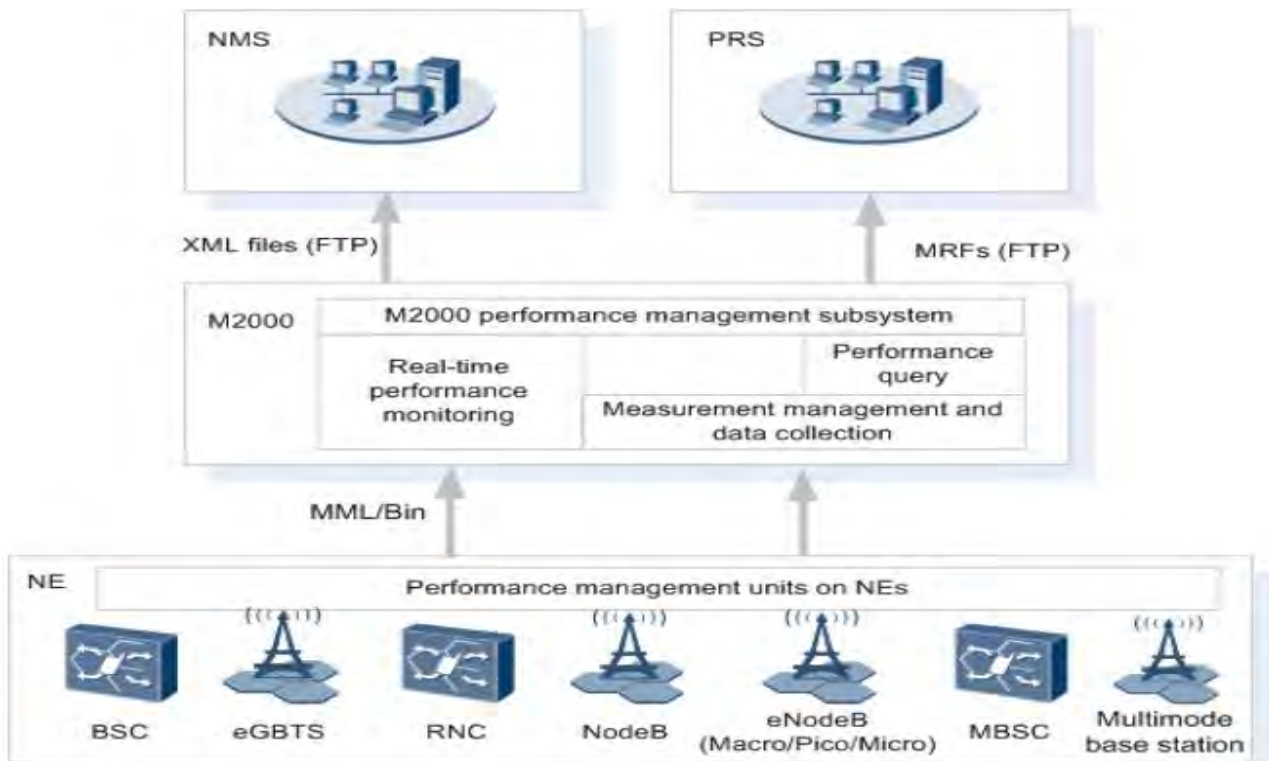 NMS
PRS
XML files (FTP)
MRFs (FTP)
M2000
M2000 performance management subsystem
Real-time
performance
monitoring
Performance
query
Measurement management and
data collection
MML/Bin
NE
Performance management units on NEs
BSC
eGBTS
RNC
NodeB
eNodeB
(Macro/Pico/Micro)
MBSC
Multimode
base station